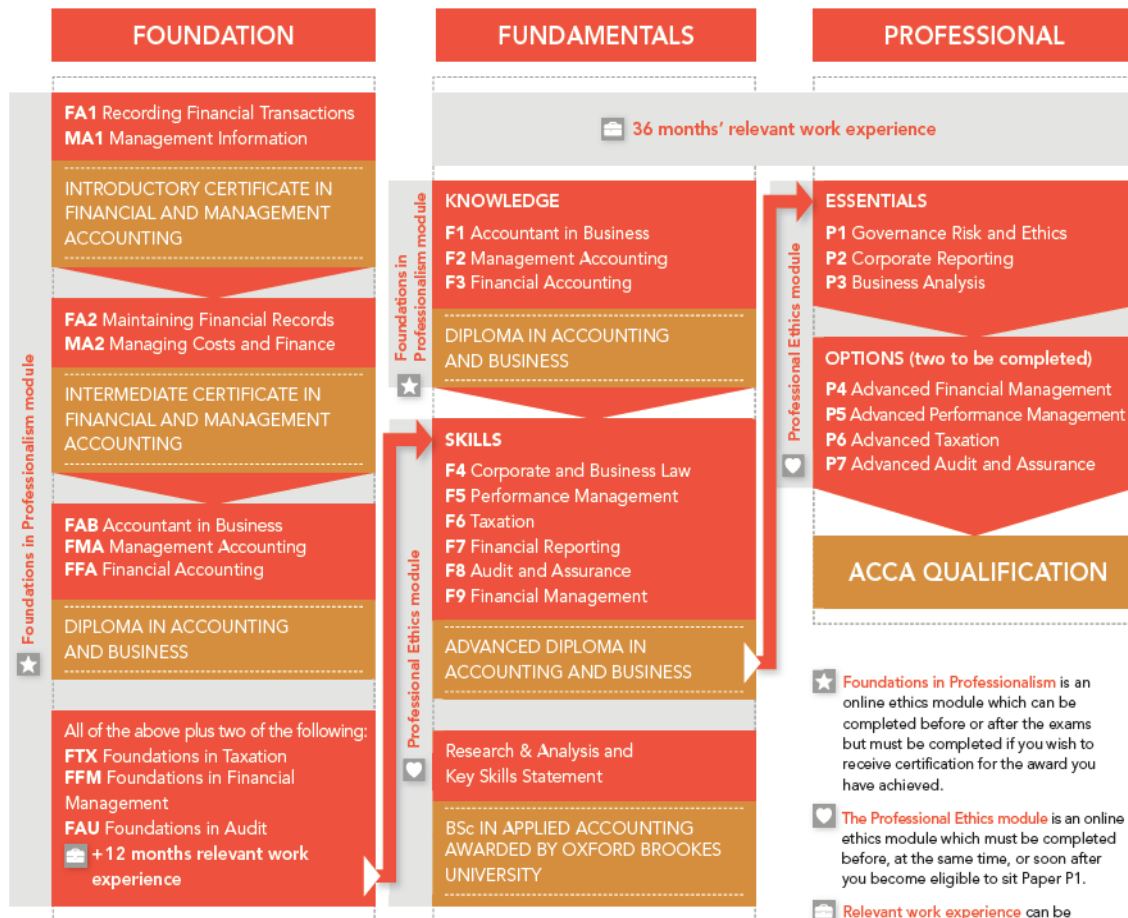 FOUNDATION
Foundations in Professionalism module
FA1 Recording Financial Transactions
MA1 Management Information
INTRODUCTORY CERTIFICATE IN
FINANCIAL AND MANAGEMENT
ACCOUNTING
FA2 Maintaining Financial Records
MA2 Managing Costs and Finance
INTERMEDIATE CERTIFICATE IN
FINANCIAL AND MANAGEMENT
ACCOUNTING
FAB Accountant in Business
FMA Management Accounting
FFA Financial Accounting
DIPLOMA IN ACCOUNTING
AND BUSINESS
All of the above plus two of the following:
FTX Foundations in Taxation
FFM Foundations in Financial
Management
FAU Foundations in Audit
+12 months relevant work
experience
FUNDAMENTALS
36 months' relevant work experience
Foundations in
Professionalism module
KNOWLEDGE
F1 Accountant in Business
F2 Management Accounting
F3 Financial Accounting
DIPLOMA IN ACCOUNTING
AND BUSINESS
Professional Ethics module
SKILLS
F4 Corporate and Business Law
F5 Performance Management
F6 Taxation
F7 Financial Reporting
F8 Audit and Assurance
F9 Financial Management
ADVANCED DIPLOMA IN
ACCOUNTING AND BUSINESS
Research & Analysis and
Key Skills Statement
BSc IN APPLIED ACCOUNTING
AWARDED BY OXFORD BROOKES
UNIVERSITY
PROFESSIONAL
Professional Ethics module
ESSENTIALS
P1 Governance Risk and Ethics
P2 Corporate Reporting
P3 Business Analysis
OPTIONS (two to be completed)
P4 Advanced Financial Management
P5 Advanced Performance Management
P6 Advanced Taxation
P7 Advanced Audit and Assurance
ACCA QUALIFICATION
Foundations in Professionalism is an
online ethics module which can be
completed before or after the exams
but must be completed if you wish to
receive certification for the award you
have achieved.
The Professional Ethics module is an online
ethics module which must be completed
before, at the same time, or soon after
you become eligible to sit Paper P1.
Relevant work experience can be